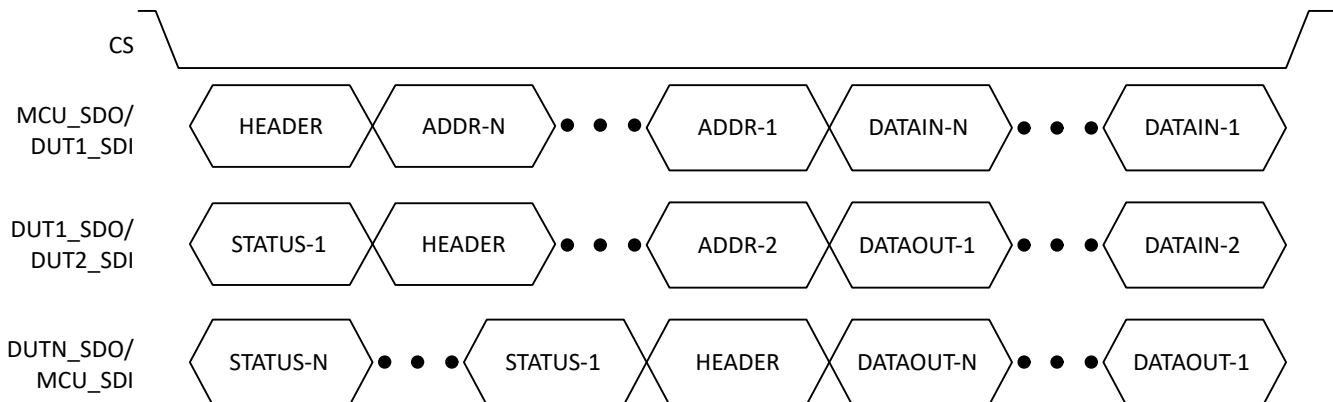 CS
MCU_SDO/
DUT1_SDI
HEADER
ADDR-N
ADDR-1
DATAIN-N
DATAIN-1
DUT1_SDO/
DUT2_SDI
STATUS-1
HEADER
ADDR-2
DATAOUT-1
DATAIN-2
DUTN_SDO/
MCU_SDI
STATUS-N
STATUS-1
HEADER
DATAOUT-N
DATAOUT-1